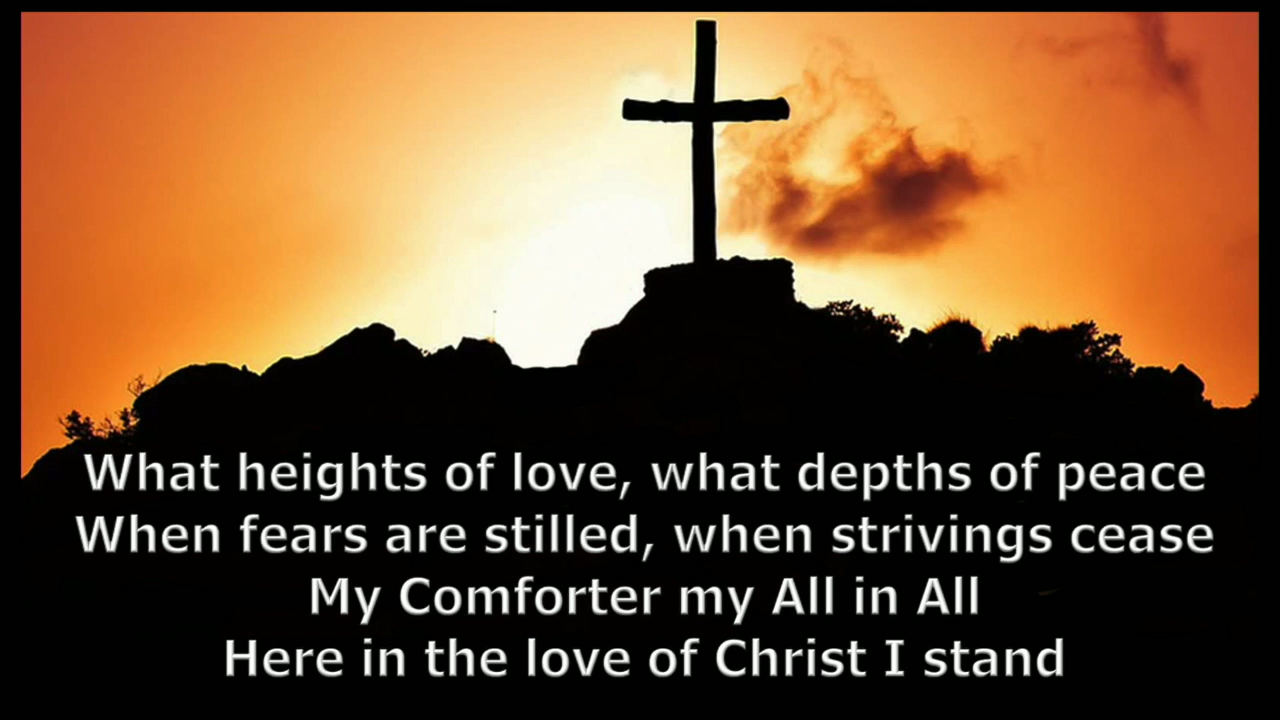 What heights of love, what depths of peace
When fears are stilled, when strivings cease
My Comforter my All in All
Here in the love of Christ I stand